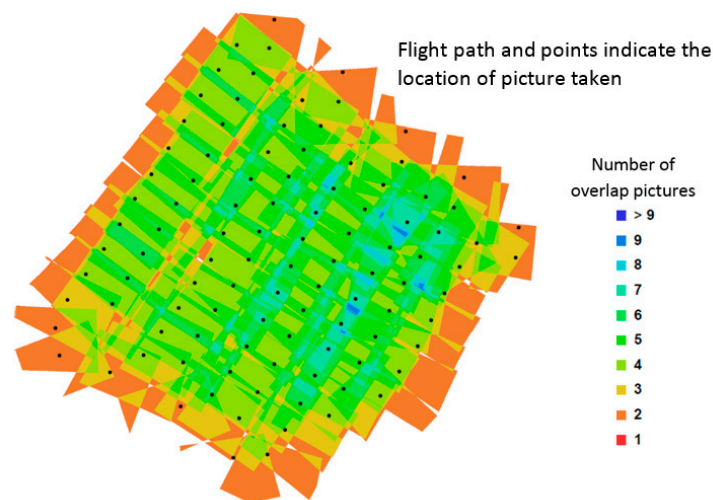 Flight path and points indicate the
location of picture taken
Number of
overlap pictures
> 9
9
8
7
6
5
4
3
2
1